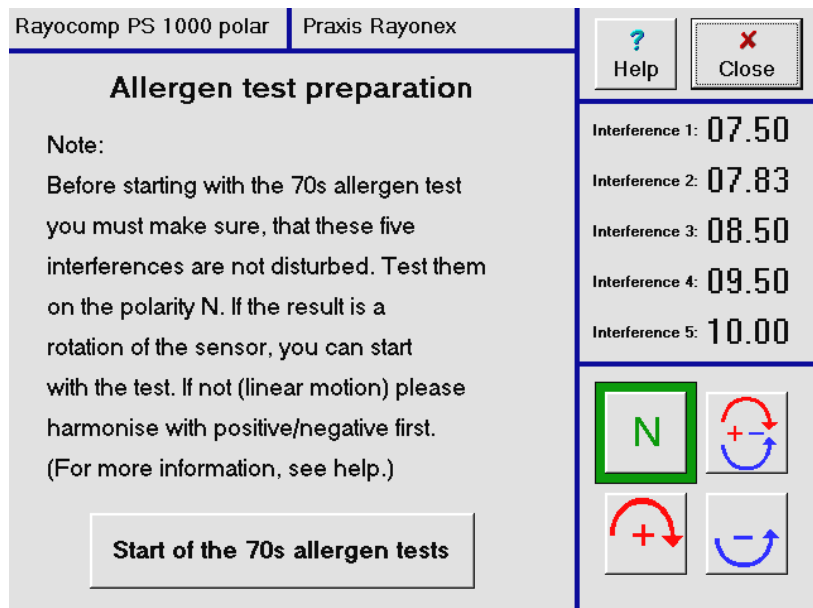 Rayocomp PS 1000 polar
Praxis Rayonex
? Help
X Close
Allergen test preparation
Note:
Before starting with the 70s allergen test
you must make sure, that these five
interferences are not disturbed. Test them
on the polarity N. If the result is a
rotation of the sensor, you can start
with the test. If not (linear motion) please
harmonise with positive/negative first.
(For more information, see help.)
Start of the 70s allergen tests
Interference 1: 07.50
Interference 2: 07.83
Interference 3: 08.50
Interference 4: 09.50
Interference 5: 10.00
N
+ -
+
-